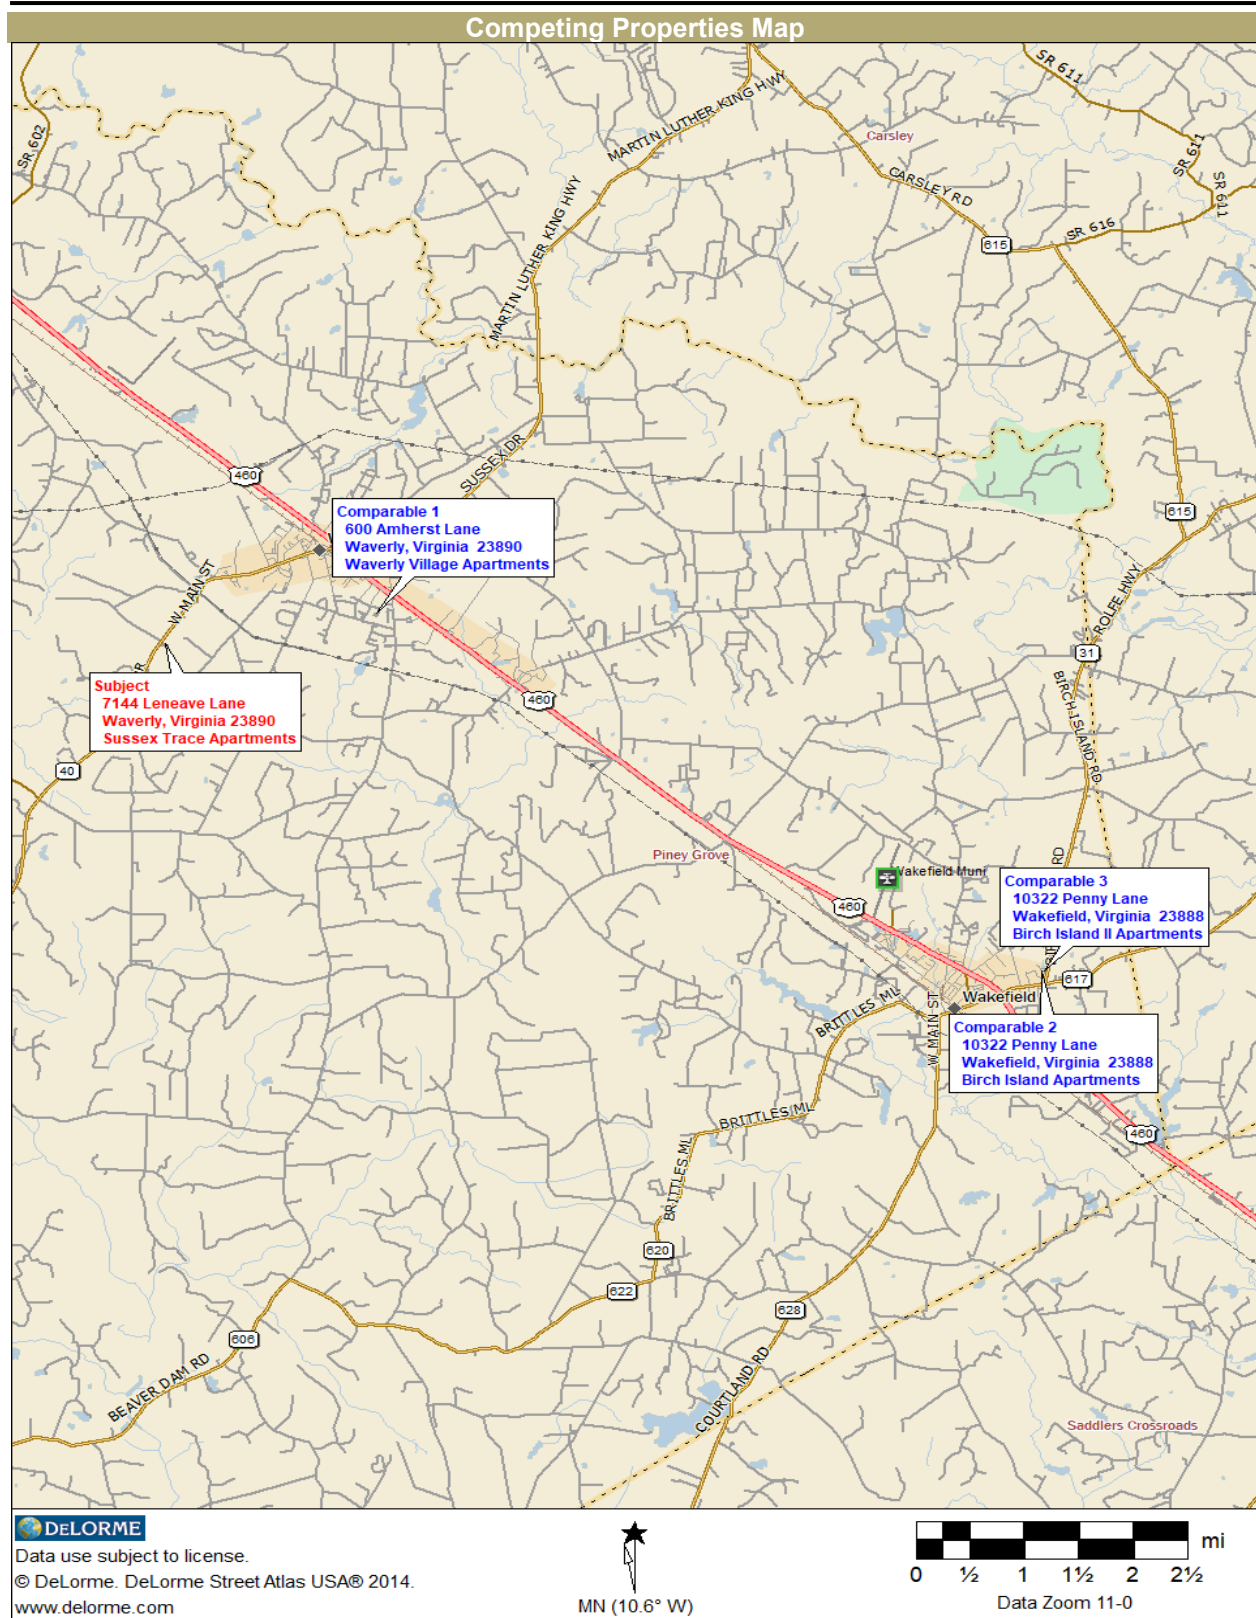 Competing Properties Map
SR 611
SR 602
MARTIN LUTHER KING HWY
Carsley
SR 611
SR 611
CARSLEY RD
MARTIN LUTHER KING HWY
SR 616
615
SUSSEX DR
460
615
Comparable 1
600 Amherst Lane
Waverly, Virginia 23890
Waverly Village Apartments
W MAIN ST
ROLFE HWY
31
BIRCH ISLAND RD
Subject
7144 Leneave Lane
Waverly, Virginia 23890
Sussex Trace Apartments
R
460
40
Piney Grove
RD
Wakefield Muni
Comparable 3
10322 Penny Lane
Wakefield, Virginia 23888
Birch Island II Apartments
460
617
Wakefield
BRITTLES ML
W MAIN ST
Comparable 2
10322 Penny Lane
Wakefield, Virginia 23888
Birch Island Apartments
BRITTLES ML
460
BRITTLES ML
620
622
628
606
BEAVER DAM RD
COURTLAND RD
Saddlers Crossroads
DELORME
Data use subject to license.
© DeLorme. DeLorme Street Atlas USA® 2014.
www.delorme.com
MN (10.6° W)
mi
0 ½ 1 1½ 2 2½
Data Zoom 11-0